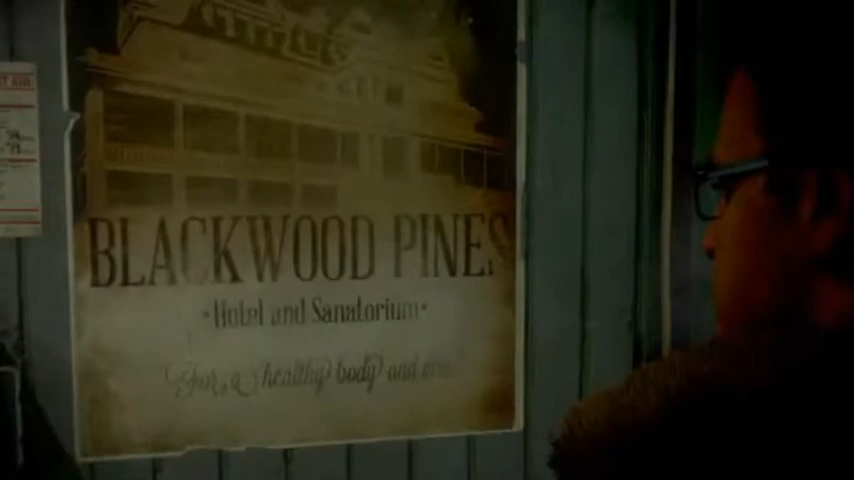 BLACKWOOD PINES
•Hotel and Sanatorium•
For a healthy body and